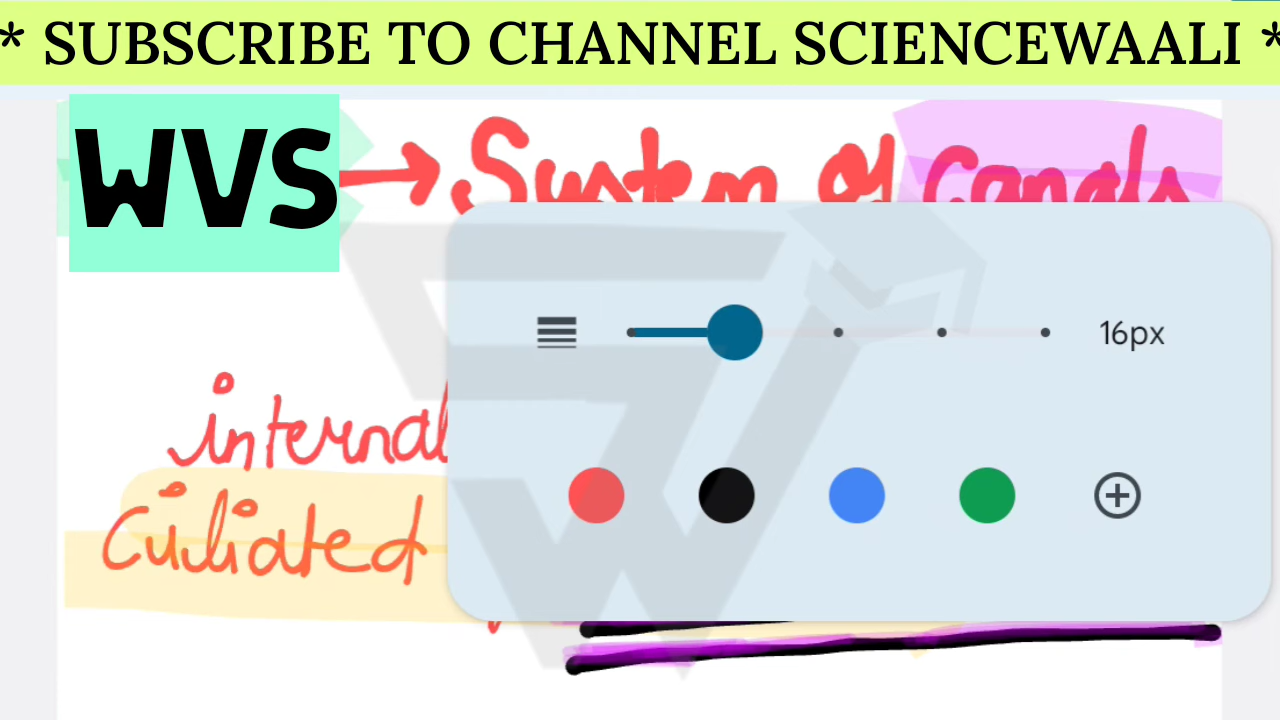 * SUBSCRIBE TO CHANNEL SCIENCEWAALI *
WVS → System of Canals
16px
internal
ciliated